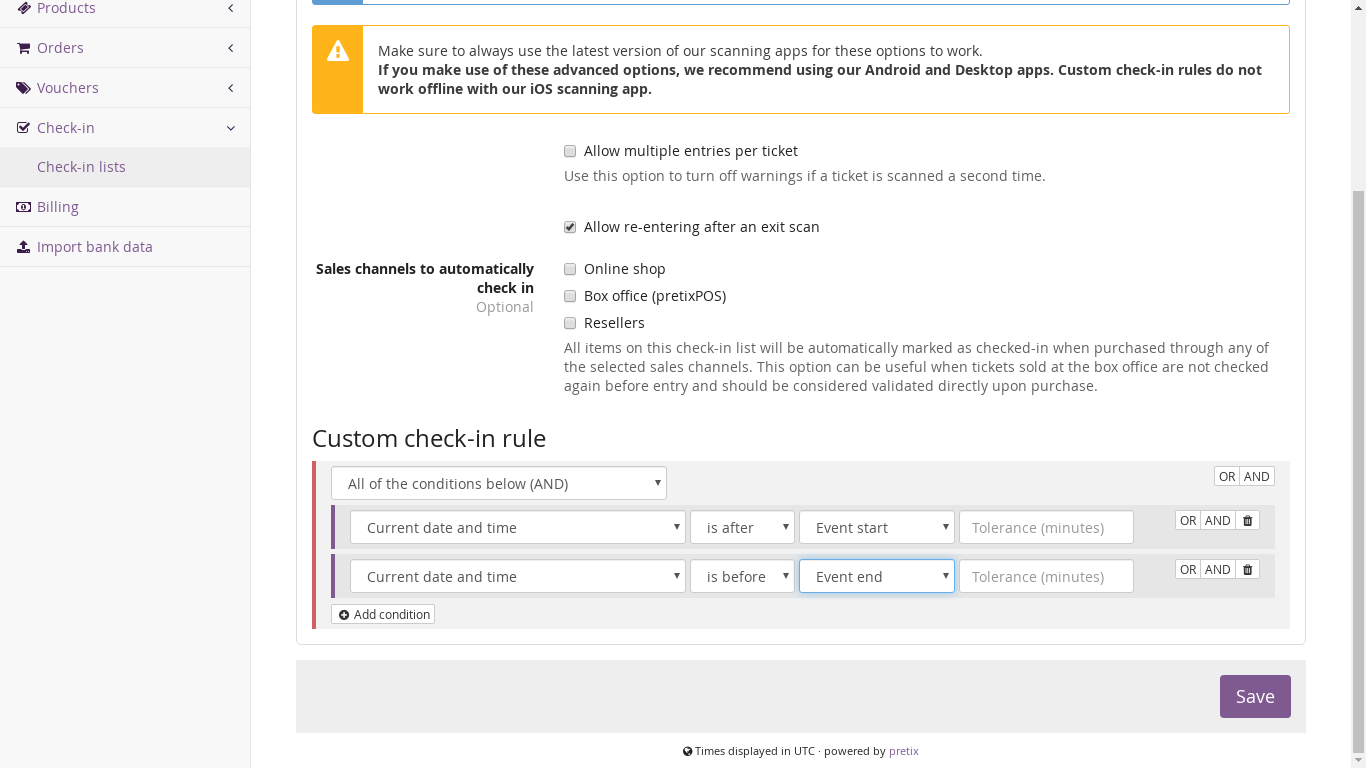 Products
Orders
Vouchers
Check-in
Check-in lists
Billing
Import bank data
Make sure to always use the latest version of our scanning apps for these options to work.
If you make use of these advanced options, we recommend using our Android and Desktop apps. Custom check-in rules do not
work offline with our iOS scanning app.
Allow multiple entries per ticket
Use this option to turn off warnings if a ticket is scanned a second time.
Allow re-entering after an exit scan
Sales channels to automatically
check in
Optional
Online shop
Box office (pretixPOS)
Resellers
All items on this check-in list will be automatically marked as checked-in when purchased through any of
the selected sales channels. This option can be useful when tickets sold at the box office are not checked
again before entry and should be considered validated directly upon purchase.
Custom check-in rule
All of the conditions below (AND) OR AND
Current date and time is after Event start Tolerance (minutes) OR AND
Current date and time is before Event end Tolerance (minutes) OR AND
Add condition
Save
Times displayed in UTC · powered by pretix